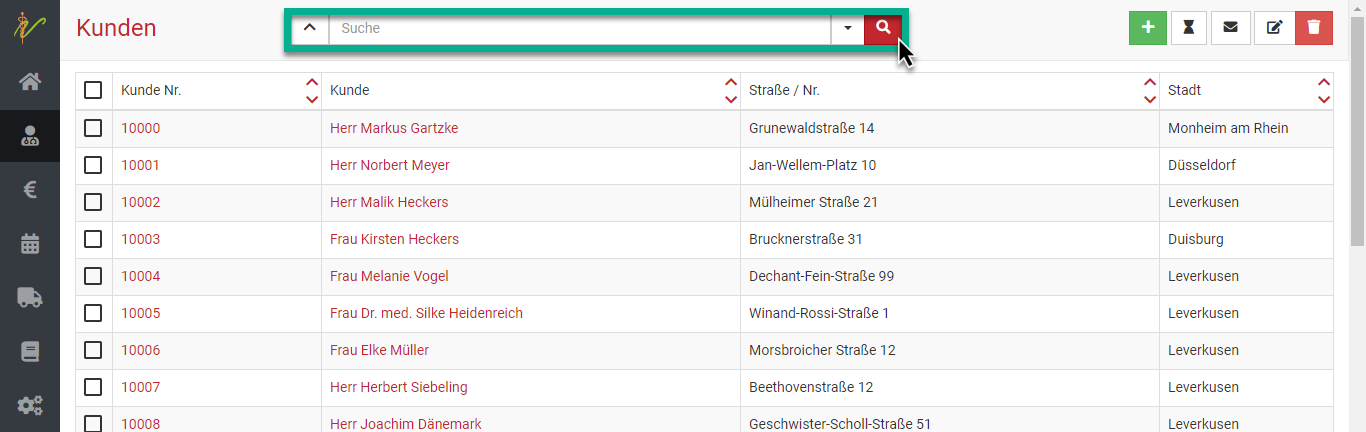 Kunden
Suche
Kunde Nr. Kunde Straße / Nr. Stadt
10000 Herr Markus Gartzke Grunewaldstraße 14 Monheim am Rhein
10001 Herr Norbert Meyer Jan-Wellem-Platz 10 Düsseldorf
10002 Herr Malik Heckers Mülheimer Straße 21 Leverkusen
10003 Frau Kirsten Heckers Brucknerstraße 31 Duisburg
10004 Frau Melanie Vogel Dechant-Fein-Straße 99 Leverkusen
10005 Frau Dr. med. Silke Heidenreich Winand-Rossi-Straße 1 Leverkusen
10006 Frau Elke Müller Morsbroicher Straße 12 Leverkusen
10007 Herr Herbert Siebeling Beethovenstraße 12 Leverkusen
10008 Herr Joachim Dänemark Geschwister-Scholl-Straße 51 Leverkusen